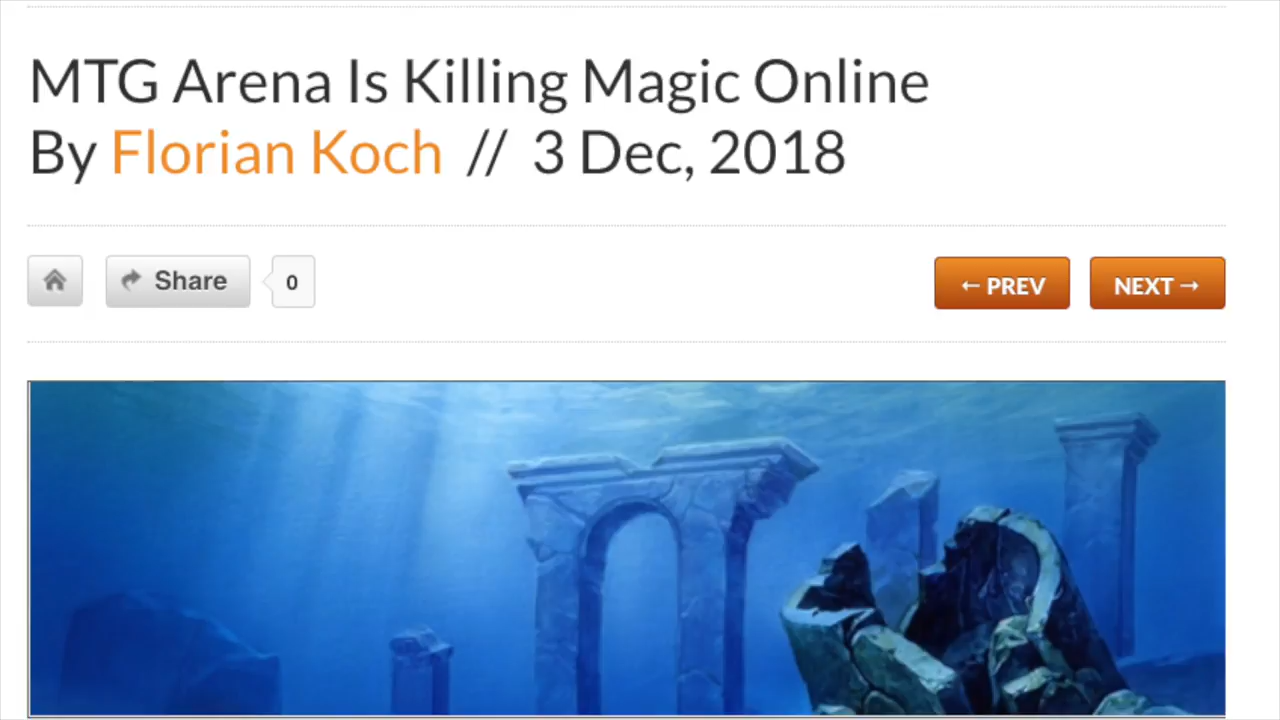 MTG Arena Is Killing Magic Online
By Florian Koch // 3 Dec, 2018
Share 0 ← PREV NEXT →